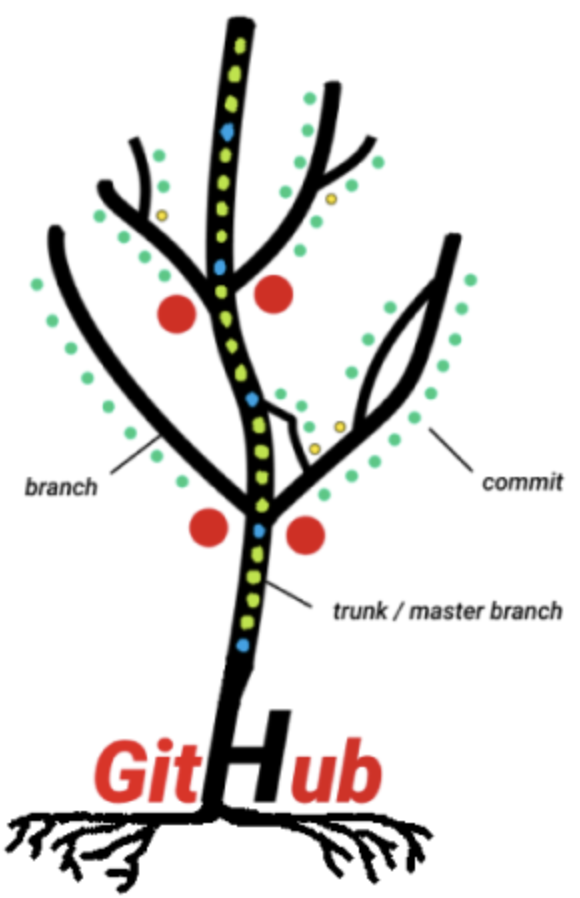 branch
commit
trunk / master branch
GitHub